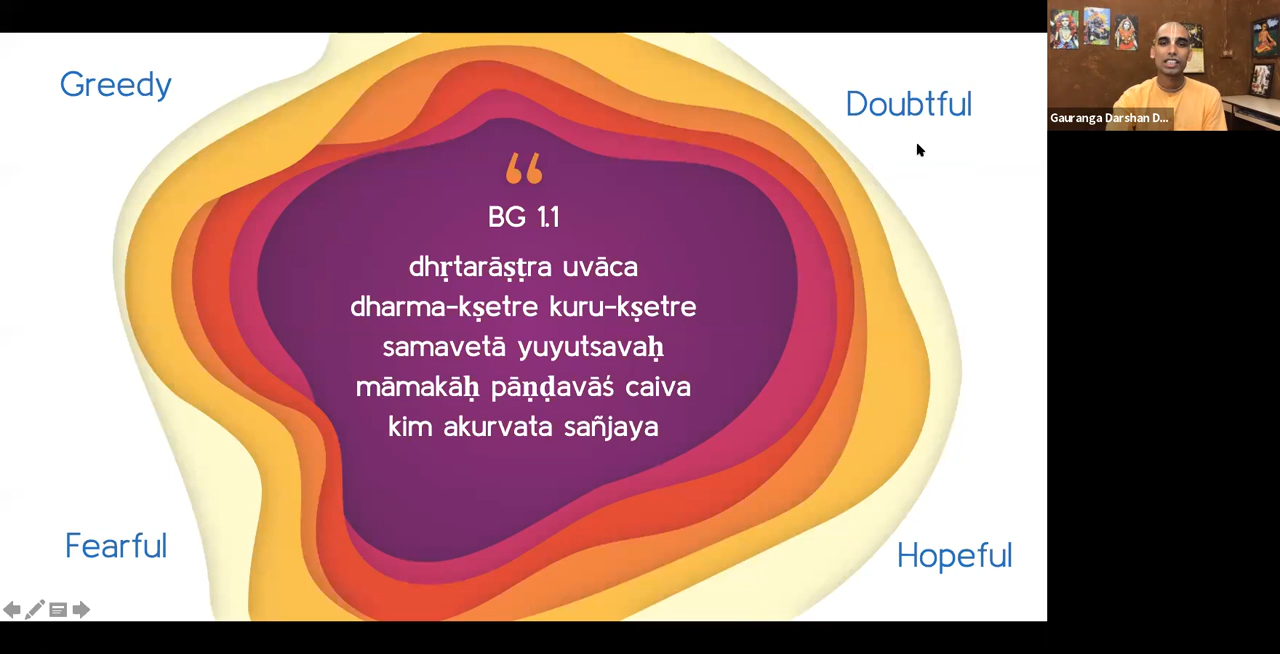 Greedy
Doubtful
Gauranga Darshan D...
“
BG 1.1
dhṛtarāṣṭra uvāca
dharma-kṣetre kuru-kṣetre
samavetā yuyutsavaḥ
māmakāḥ pāṇḍavāś caiva
kim akurvata sañjaya
Fearful
Hopeful